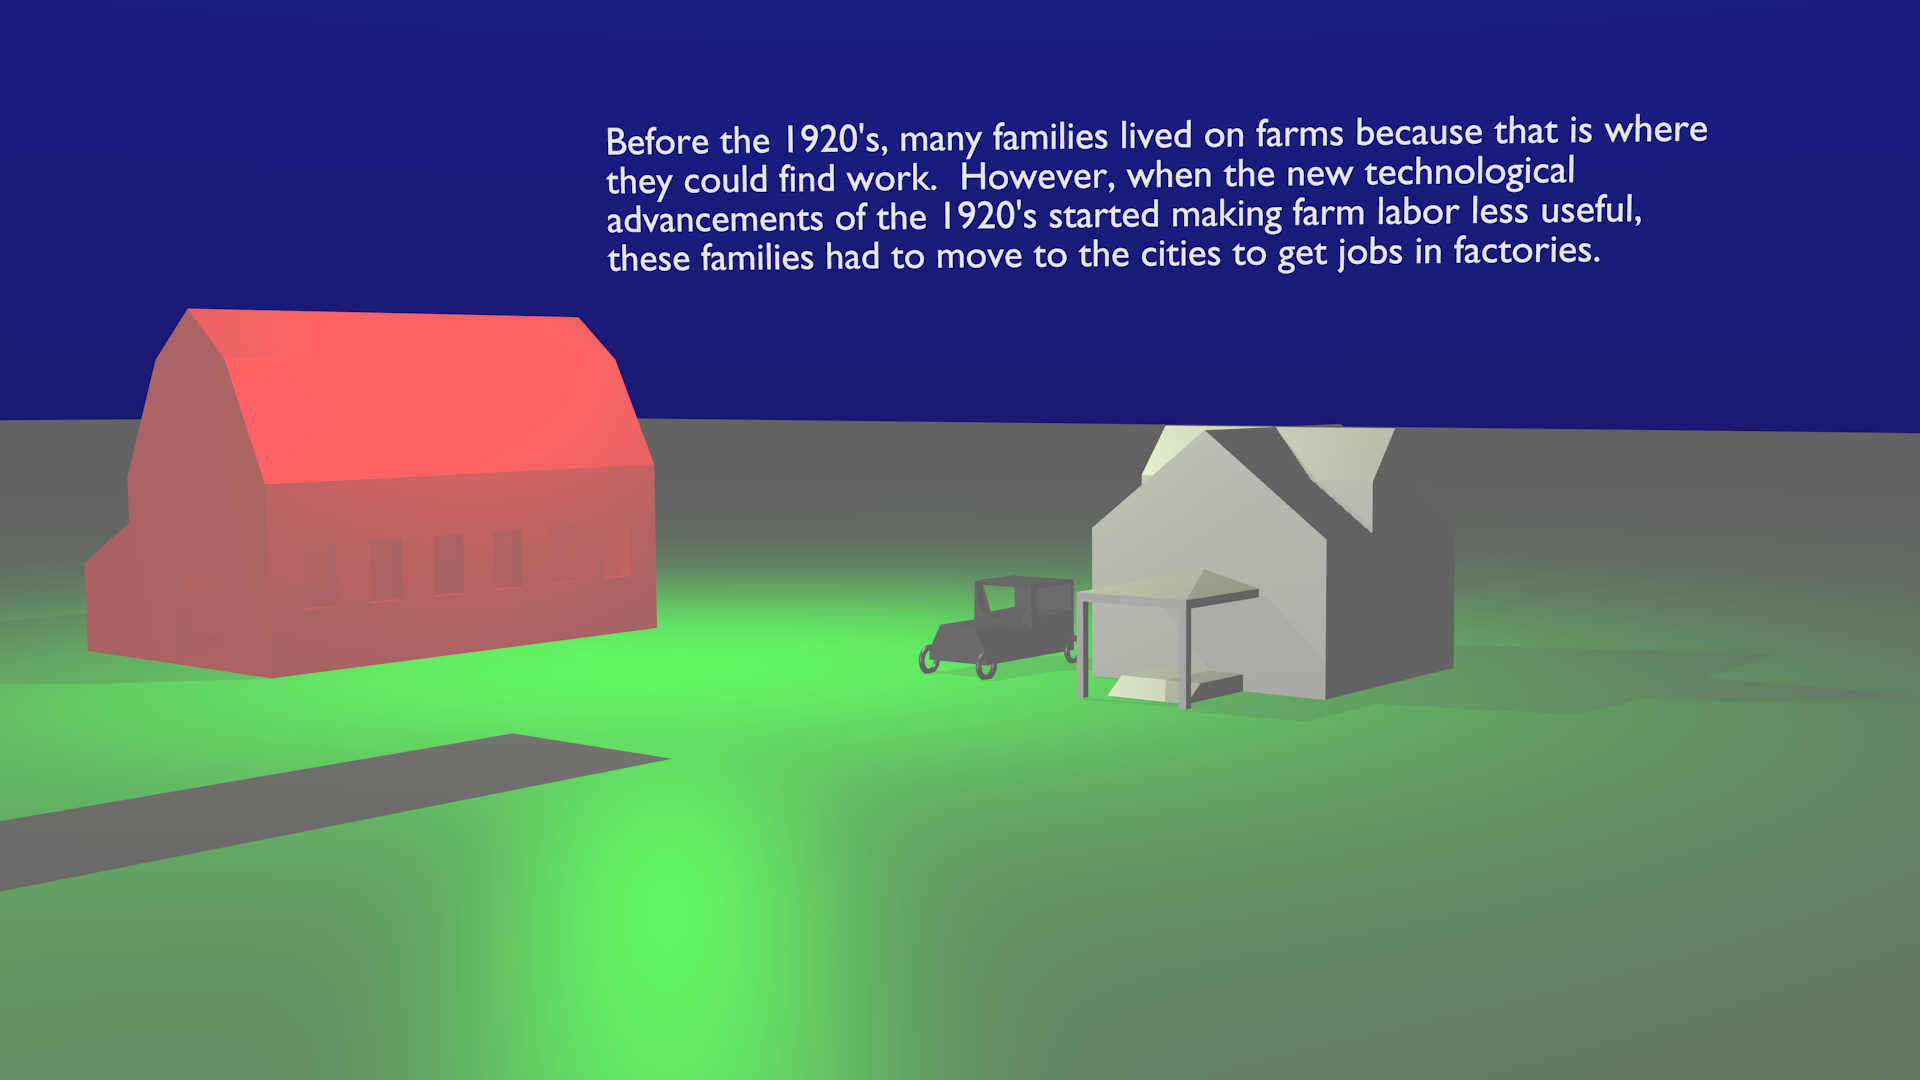 Before the 1920's, many families lived on farms because that is where
they could find work.  However, when the new technological
advancements of the 1920's started making farm labor less useful,
these families had to move to the cities to get jobs in factories.